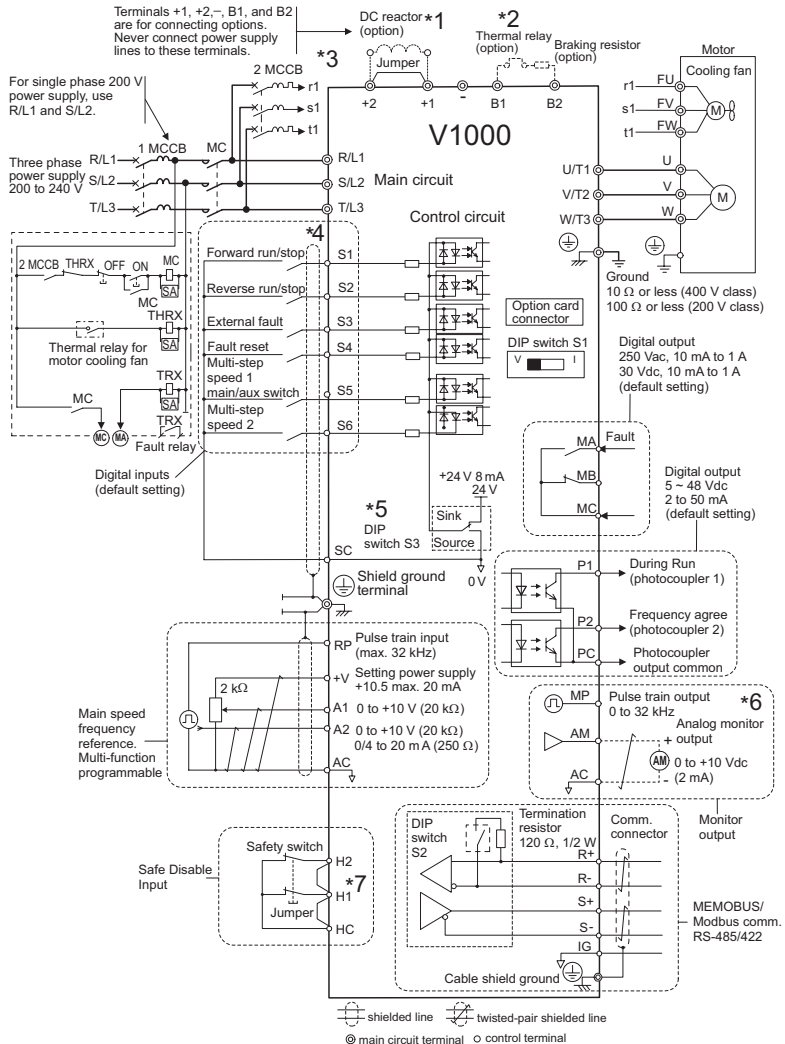 Terminals +1, +2,–, B1, and B2
are for connecting options.
Never connect power supply
lines to these terminals.
DC reactor *1
(option)
Jumper
*2
Thermal relay
(option)
Braking resistor
(option)
Motor
Cooling fan
*3
2 MCCB
r1
s1
t1
+2
+1
-
B1
B2
r1
FU
s1
FV
t1
FW
M
For single phase 200 V
power supply, use
R/L1 and S/L2.
V1000
1 MCCB
MC
Three phase
power supply
200 to 240 V
R/L1
S/L2
T/L3
R/L1
S/L2
T/L3
Main circuit
U/T1
V/T2
W/T3
U
V
W
M
Ground
10 Ω or less (400 V class)
100 Ω or less (200 V class)
Control circuit
*4
2 MCCB
THRX
OFF
ON
MC
SA
MC
THRX
SA
Thermal relay for
motor cooling fan
TRX
SA
MC
TRX
MC
MA
Fault relay
Forward run/stop
S1
Reverse run/stop
S2
External fault
S3
Fault reset
S4
Multi-step
speed 1
main/aux switch
S5
Multi-step
speed 2
S6
Digital inputs
(default setting)
Option card
connector
DIP switch S1
V
I
Digital output
250 Vac, 10 mA to 1 A
30 Vdc, 10 mA to 1 A
(default setting)
MA
Fault
MB
MC
+24 V 8 mA
24 V
*5
DIP
switch S3
Sink
Source
0 V
SC
Digital output
5 ~ 48 Vdc
2 to 50 mA
(default setting)
Shield ground
terminal
P1
During Run
(photocoupler 1)
P2
Frequency agree
(photocoupler 2)
PC
Photocoupler
output common
Main speed
frequency
reference.
Multi-function
programmable
2 kΩ
RP
Pulse train input
(max. 32 kHz)
+V
Setting power supply
+10.5 max. 20 mA
A1
0 to +10 V (20 kΩ)
A2
0 to +10 V (20 kΩ)
0/4 to 20 mA (250 Ω)
AC
MP
Pulse train output
0 to 32 kHz
*6
AM
Analog monitor
output
+
AM
0 to +10 Vdc
(2 mA)
-
AC
Monitor
output
Safe Disable
Input
Safety switch
Jumper
H2
H1
HC
*7
DIP
switch
S2
Termination
resistor
120 Ω, 1/2 W
Comm.
connector
R+
R-
S+
S-
IG
MEMOBUS/
Modbus comm.
RS-485/422
Cable shield ground
shielded line
twisted-pair shielded line
main circuit terminal
control terminal